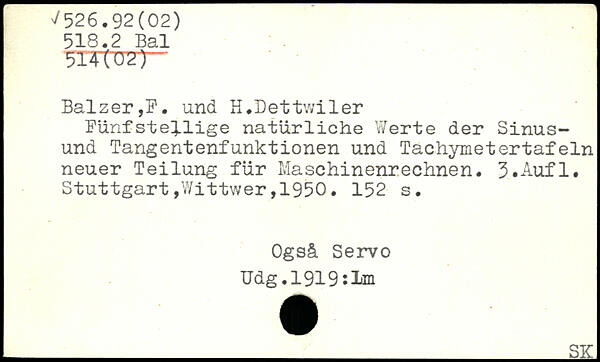 √526.92(02)
518.2 Bal
514(02)
Balzer,F. und H.Dettwiler
Fünfstellige natürliche Werte der Sinus-
und Tangentenfunktionen und Tachymetertafeln
neuer Teilung für Maschinenrechnen. 3.Aufl.
Stuttgart,Wittwer,1950. 152 s.
Også Servo
Udg.1919:Lm
SK